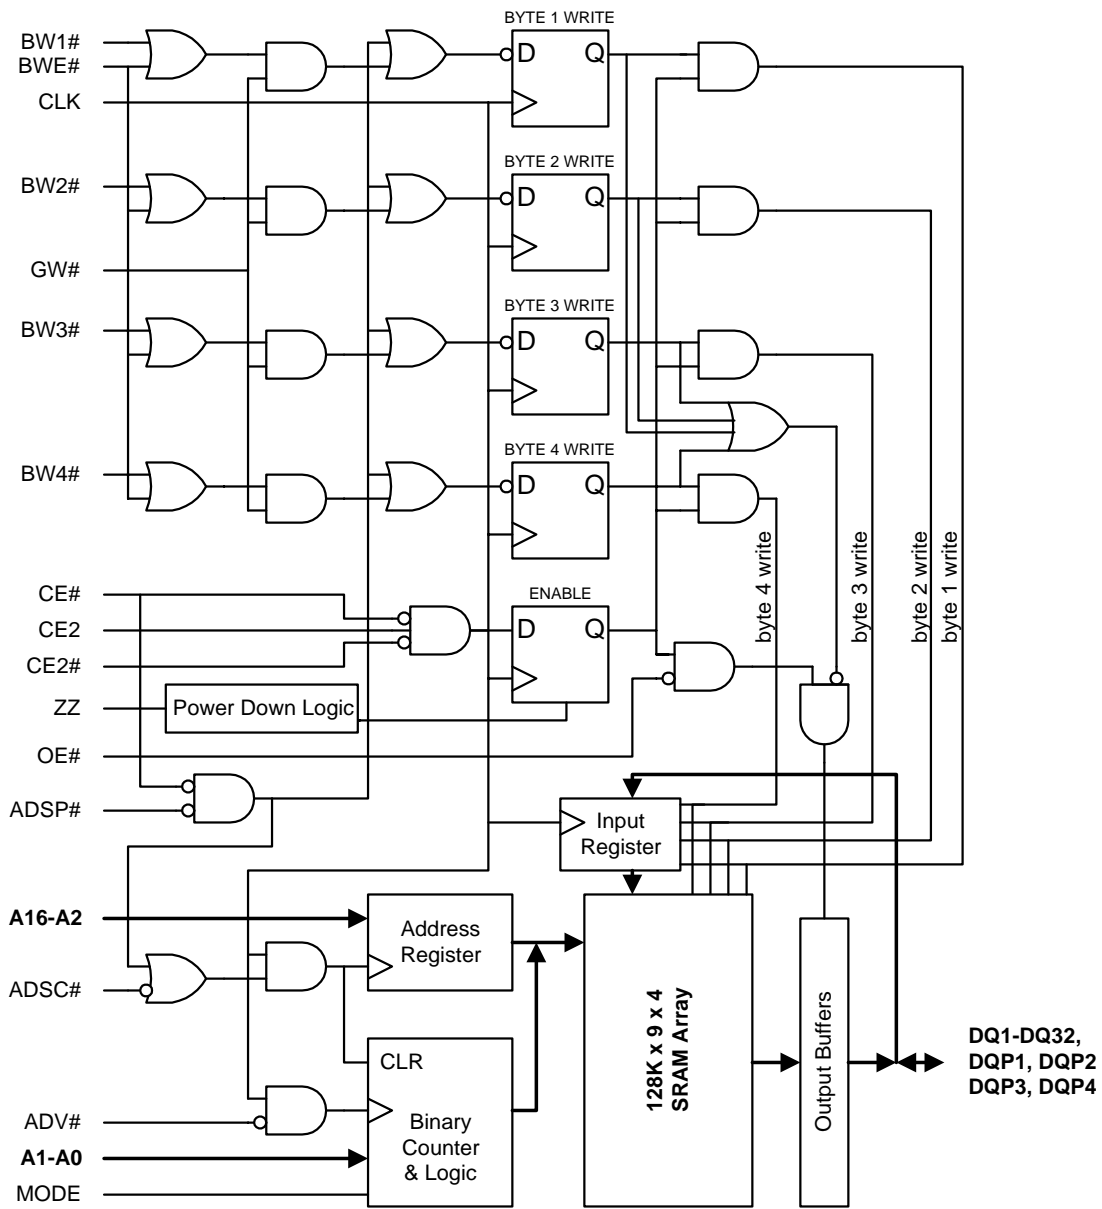 BYTE 1 WRITE
BW1#
BWE#
D Q
CLK
BYTE 2 WRITE
BW2#
D Q
GW#
BYTE 3 WRITE
BW3#
D Q
BYTE 4 WRITE
BW4#
D Q
byte 4 write
byte 3 write
byte 2 write
byte 1 write
CE#
ENABLE
CE2
D Q
CE2#
ZZ
Power Down Logic
OE#
ADSP#
Input
Register
A16-A2
Address
Register
ADSC#
128K x 9 x 4
SRAM Array
Output Buffers
DQ1-DQ32,
DQP1, DQP2
DQP3, DQP4
CLR
ADV#
Binary
Counter
& Logic
A1-A0
MODE